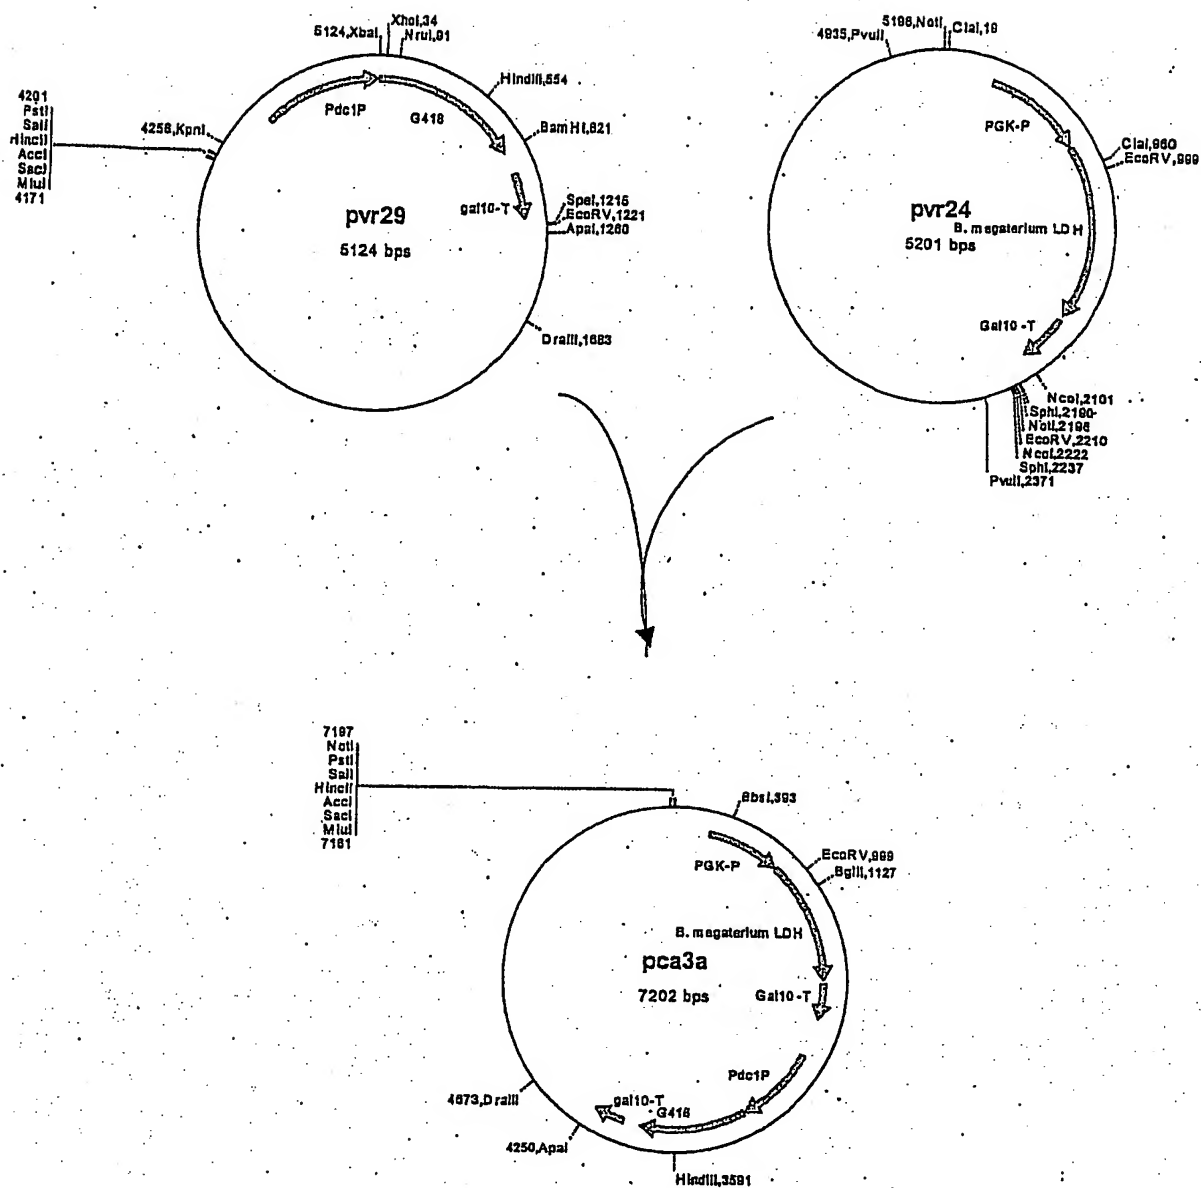 5124,XbaI
XhoI,34
NruI,91
HindIII,554
BamHI,821
SpeI,1215
EcoRV,1221
ApaI,1260
DraIII,1683
4201
PstI
SalI
HincII
AccI
SacI
MluI
4171
4258,KpnI
Pdc1P
G418
gal10-T
pvr29
5124 bps
4935,PvuII
5196,NotI
ClaI,19
PGK-P
ClaI,960
EcoRV,999
pvr24
B. megaterium LDH
5201 bps
Gal10-T
NcoI,2101
SphI,2190
NotI,2196
EcoRV,2210
NcoI,2222
SphI,2237
PvuII,2371
7197
NotI
PstI
SalI
HincII
AccI
SacI
MluI
7161
BbsI,393
EcoRV,999
BglII,1127
PGK-P
B. megaterium LDH
pca3a
7202 bps
Gal10-T
Pdc1P
gal10-T
G418
4673,DraIII
4250,ApaI
HindIII,3591